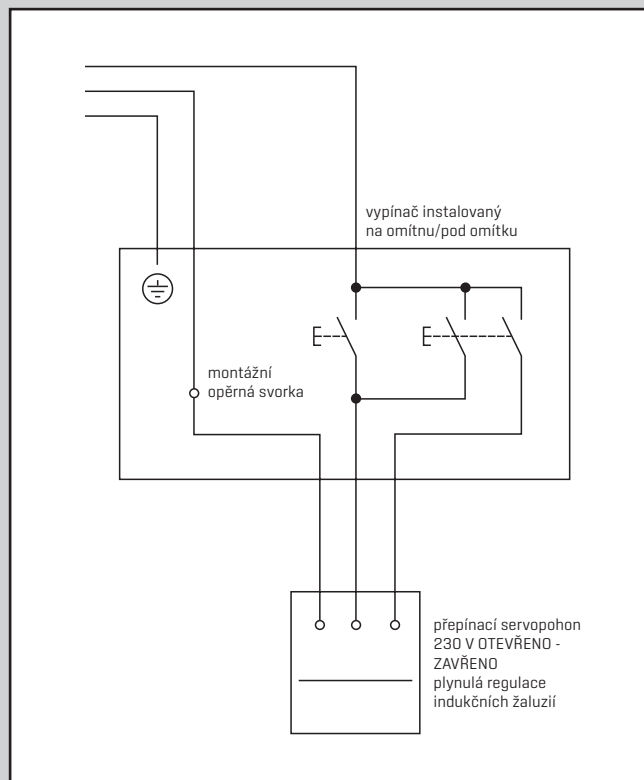 vypínač instalovaný
na omítnu/pod omítku
montážní
opěrná svorka
přepínací servopohon
230 V OTEVŘENO -
ZAVŘENO
plynulá regulace
indukčních žaluzií